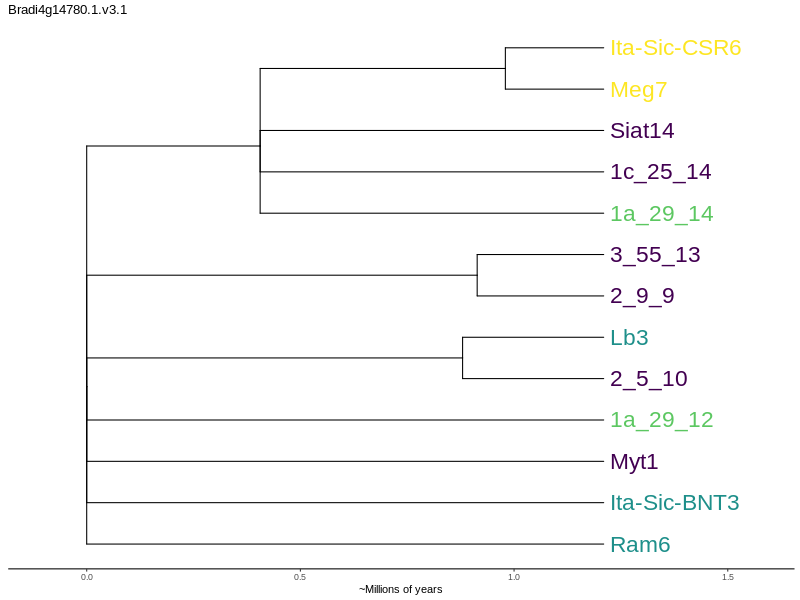 Bradi4g14780.1.v3.1
Ita-Sic-CSR6
Meg7
Siat14
1c_25_14
1a_29_14
3_55_13
2_9_9
Lb3
2_5_10
1a_29_12
Myt1
Ita-Sic-BNT3
Ram6
0.0 0.5 1.0 1.5
~Millions of years